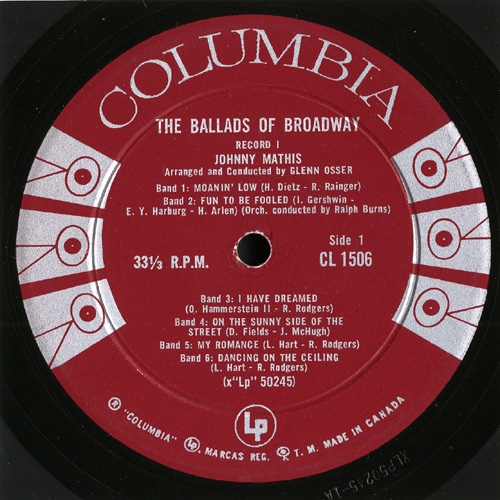 COLUMBIA
THE BALLADS OF BROADWAY
RECORD I
JOHNNY MATHIS
Arranged and Conducted by GLENN OSSER
Band 1: MOANIN' LOW (H. Dietz - R. Rainger)
Band 2: FUN TO BE FOOLED (I. Gershwin -
E. Y. Harburg - H. Arlen) (Orch. conducted by Ralph Burns)
33⅓ R.P.M.
Side 1
CL 1506
Band 3: I HAVE DREAMED
(O. Hammerstein II - R. Rodgers)
Band 4: ON THE SUNNY SIDE OF THE
STREET (D. Fields - J. McHugh)
Band 5: MY ROMANCE (L. Hart - R. Rodgers)
Band 6: DANCING ON THE CEILING
(L. Hart - R. Rodgers)
(x"Lp" 50245)
® "COLUMBIA" MARCAS REG. T. M. MADE IN CANADA
Lp
XLP50245-1A